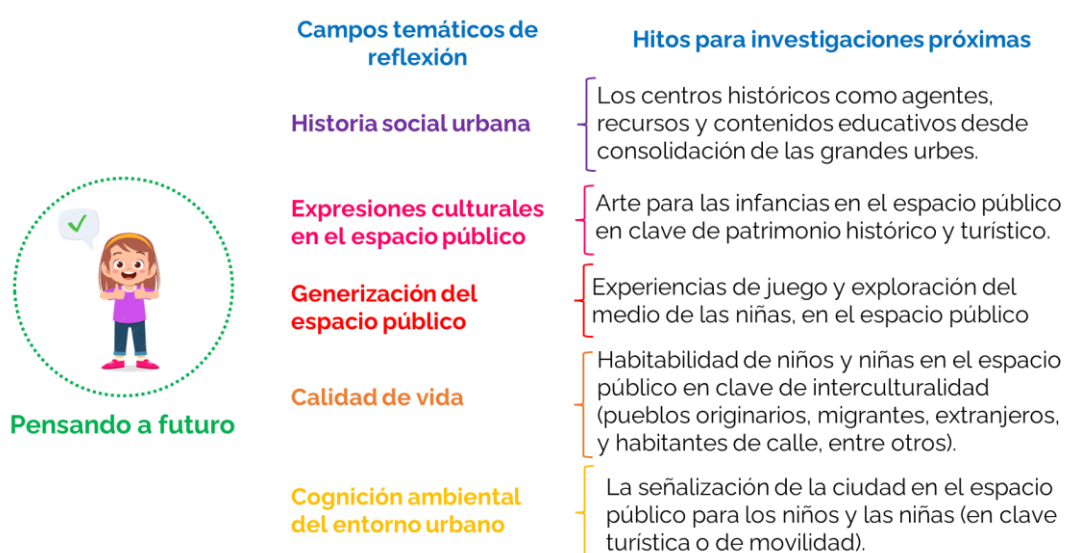 Campos temáticos de
reflexión
Hitos para investigaciones próximas
Historia social urbana
Los centros históricos como agentes,
recursos y contenidos educativos desde
consolidación de las grandes urbes.
Expresiones culturales
en el espacio público
Arte para las infancias en el espacio público
en clave de patrimonio histórico y turístico.
Generización del
espacio público
Experiencias de juego y exploración del
medio de las niñas, en el espacio público
Calidad de vida
Habitabilidad de niños y niñas en el espacio
público en clave de interculturalidad
(pueblos originarios, migrantes, extranjeros,
y habitantes de calle, entre otros).
Cognición ambiental
del entorno urbano
La señalización de la ciudad en el espacio
público para los niños y las niñas (en clave
turística o de movilidad).
Pensando a futuro